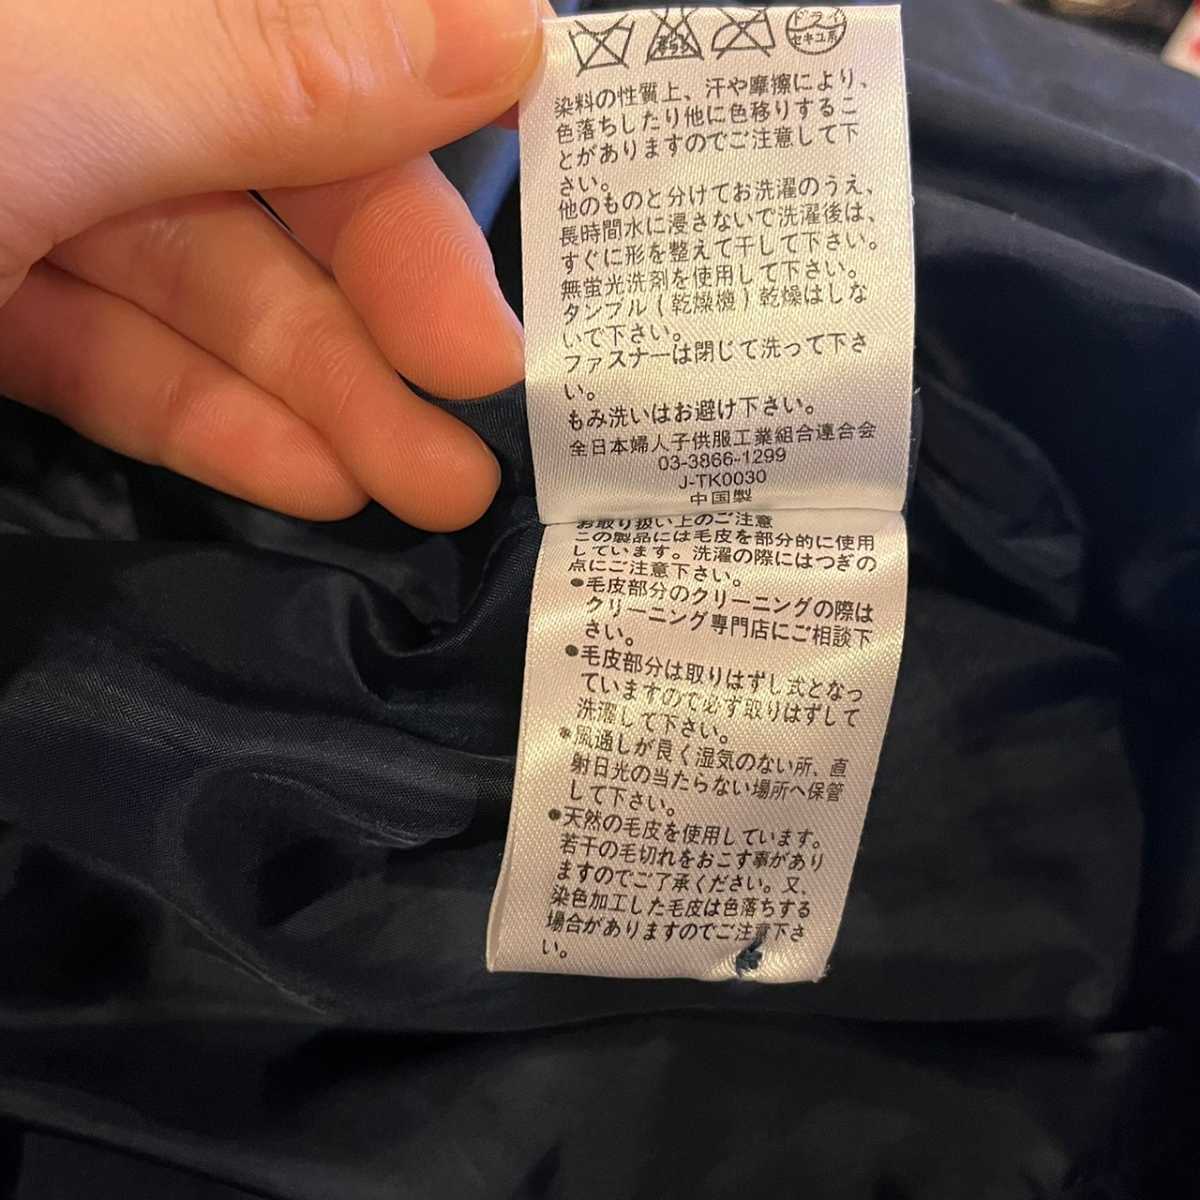 ドライ
セキユ系
エンソ
サラシ
染料の性質上、汗や摩擦により、
色落ちしたり他に色移りするこ
とがありますのでご注意して下
さい。
他のものと分けてお洗濯のうえ、
長時間水に浸さないで洗濯後は、
すぐに形を整えて干して下さい。
無蛍光洗剤を使用して下さい。
タンブル(乾燥機)乾燥はしな
いで下さい。
ファスナーは閉じて洗って下さ
い。
もみ洗いはお避け下さい。
全日本婦人子供服工業組合連合会
03-3866-1299
J-TK0030
中国製
お取り扱い上のご注意
この製品には毛皮を部分的に使用
しています。洗濯の際にはつぎの
点にご注意下さい。
●毛皮部分のクリーニングの際は
クリーニング専門店にご相談下
さい。
●毛皮部分は取りはずし式となっ
ていますので必ず取りはずして
洗濯して下さい。
●風通しが良く湿気のない所、直
射日光の当たらない場所へ保管
して下さい。
●天然の毛皮を使用しています。
若干の毛切れをおこす事があり
ますのでご了承ください。又、
染色加工した毛皮は色落ちする
場合がありますのでご注意下さ
い。